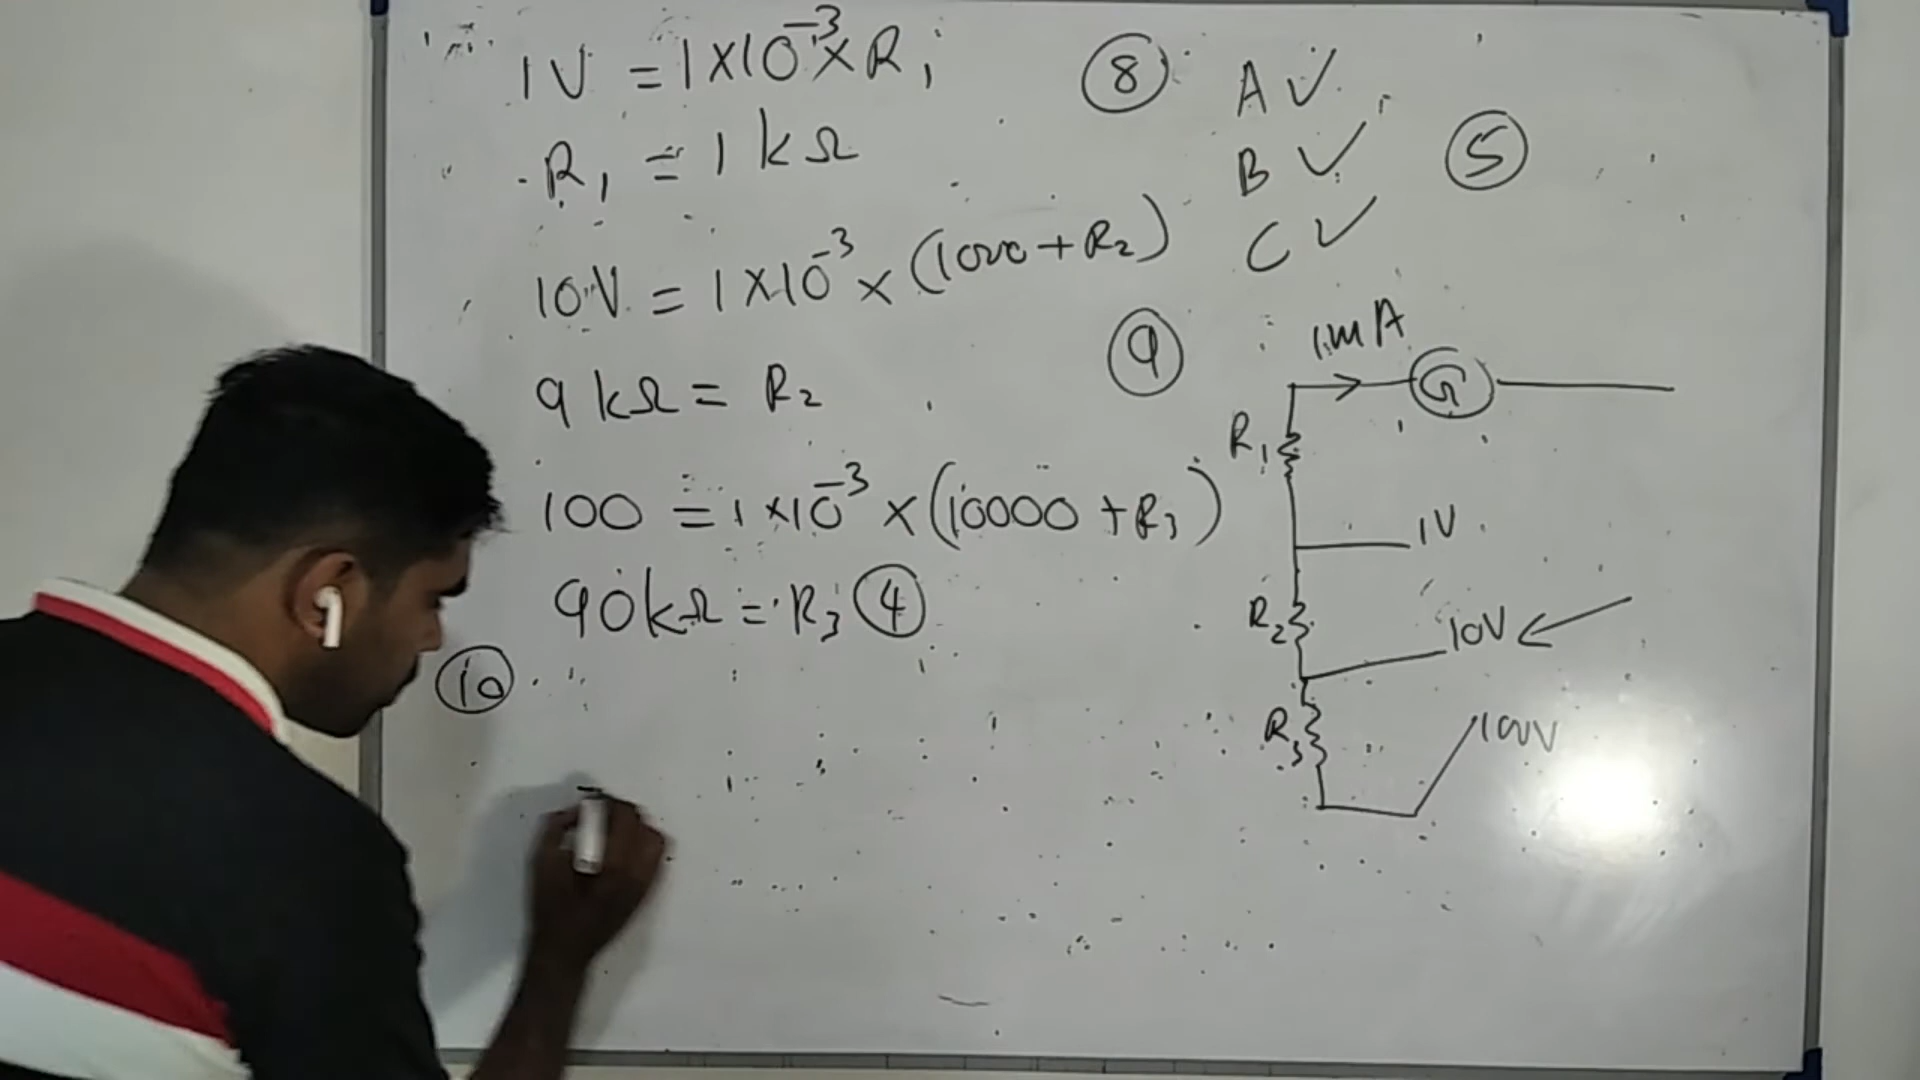 1V = 1×10⁻³×R₁
R₁ = 1 kΩ
10V = 1×10⁻³ × (1000 + R₂)
9 kΩ = R₂
100 = 1×10⁻³ × (10000 + R₃)
90kΩ = R₃ ④
⑩
⑧ A ✓
B ✓ ⑤
C ✓
⑨ 1mA
G
R₁
1V
R₂ 10V
R₃ 100V